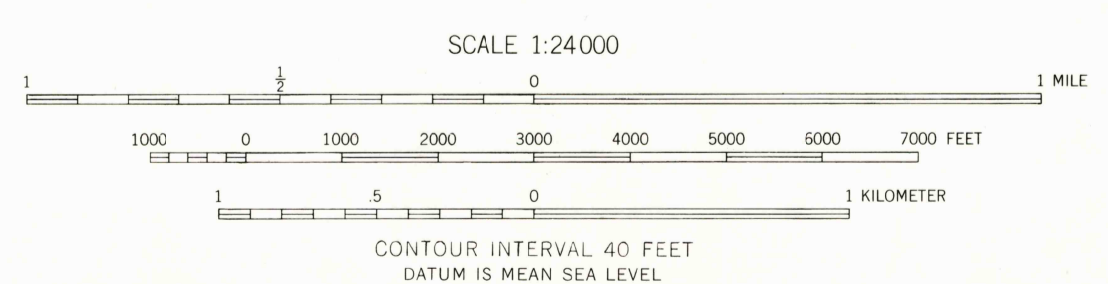 SCALE 1:24000
1 1/2 0 1 MILE
1000 0 1000 2000 3000 4000 5000 6000 7000 FEET
1 .5 0 1 KILOMETER
CONTOUR INTERVAL 40 FEET
DATUM IS MEAN SEA LEVEL